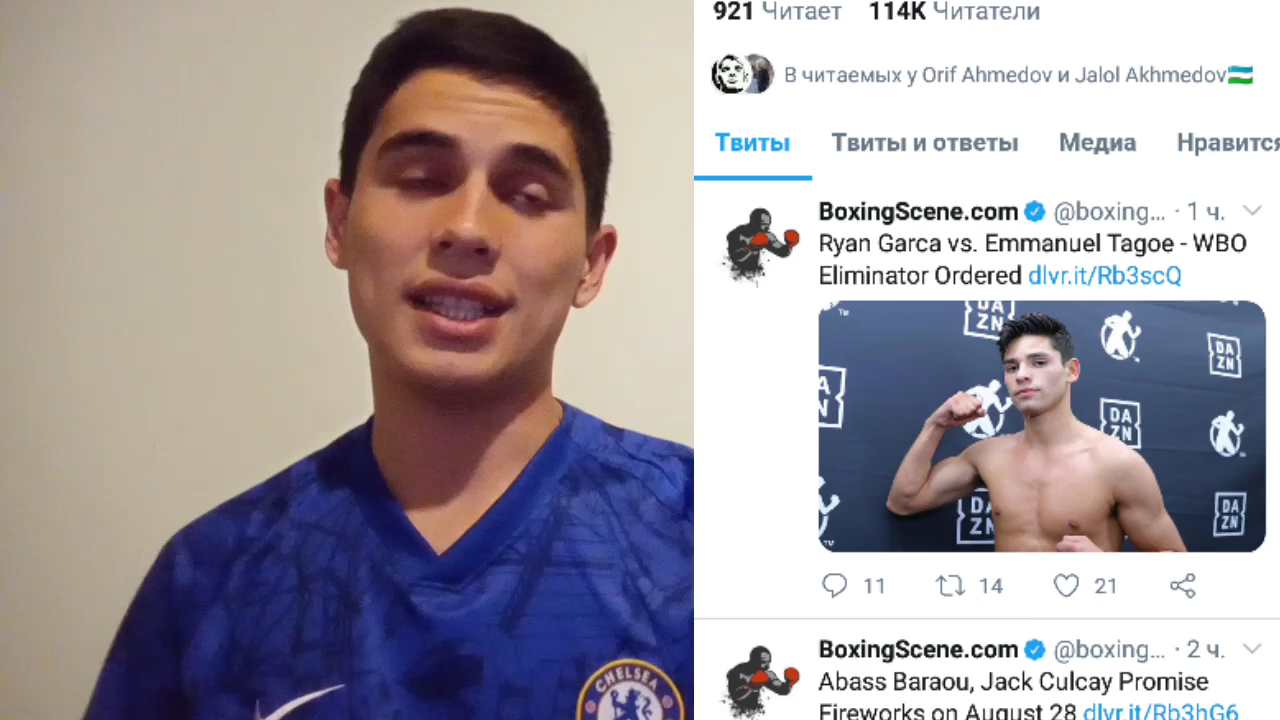 921 Читает 114K Читатели
В читаемых у Orif Ahmedov и Jalol Akhmedov
Твиты Твиты и ответы Медиа Нравится
BoxingScene.com @boxing... · 1 ч.
Ryan Garca vs. Emmanuel Tagoe - WBO
Eliminator Ordered dlvr.it/Rb3scQ
TM
DAZN
DAZN
DAZN
DAZN
DAZN
11 14 21
BoxingScene.com @boxing... · 2 ч.
Abass Baraou, Jack Culcay Promise
Fireworks on August 28 dlvr.it/Rb3hG6
CHELSEA